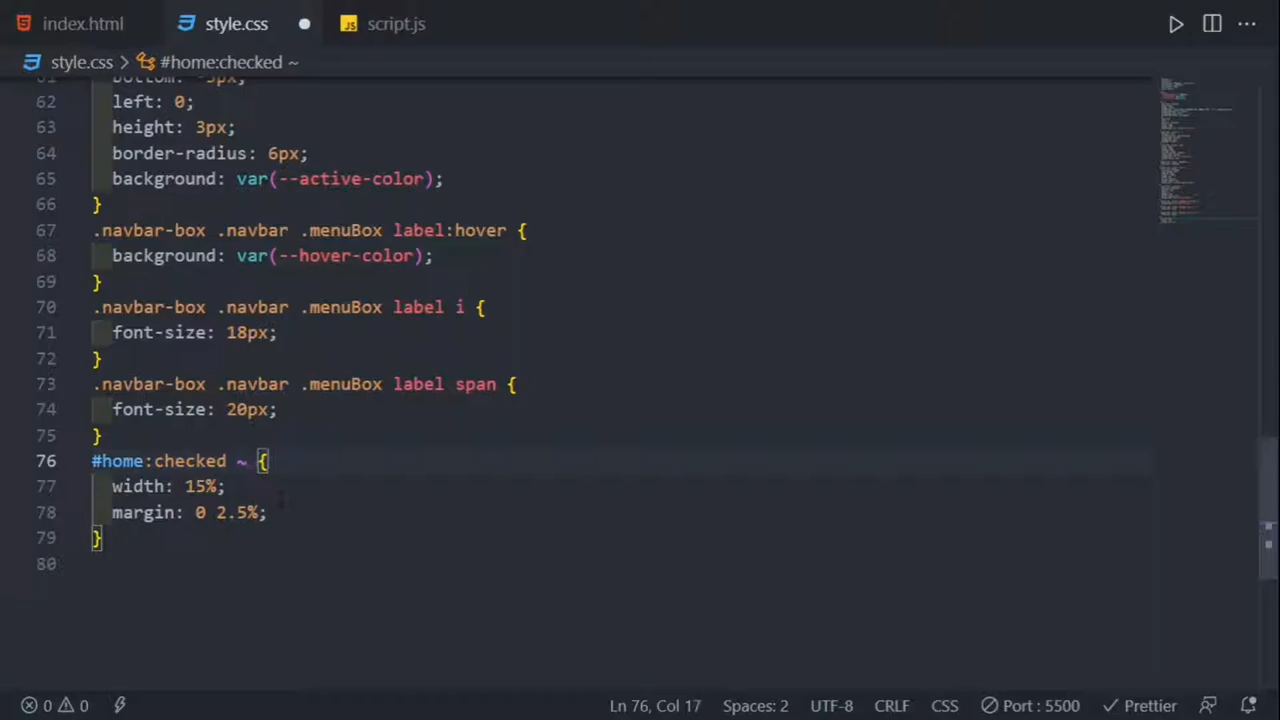 index.html
style.css
JS script.js
style.css > #home:checked ~
61 bottom: -5px;
62 left: 0;
63 height: 3px;
64 border-radius: 6px;
65 background: var(--active-color);
66 }
67 .navbar-box .navbar .menuBox label:hover {
68 background: var(--hover-color);
69 }
70 .navbar-box .navbar .menuBox label i {
71 font-size: 18px;
72 }
73 .navbar-box .navbar .menuBox label span {
74 font-size: 20px;
75 }
76 #home:checked ~ {
77 width: 15%;
78 margin: 0 2.5%;
79 }
80
0 0 Ln 76, Col 17 Spaces: 2 UTF-8 CRLF CSS Port : 5500 Prettier